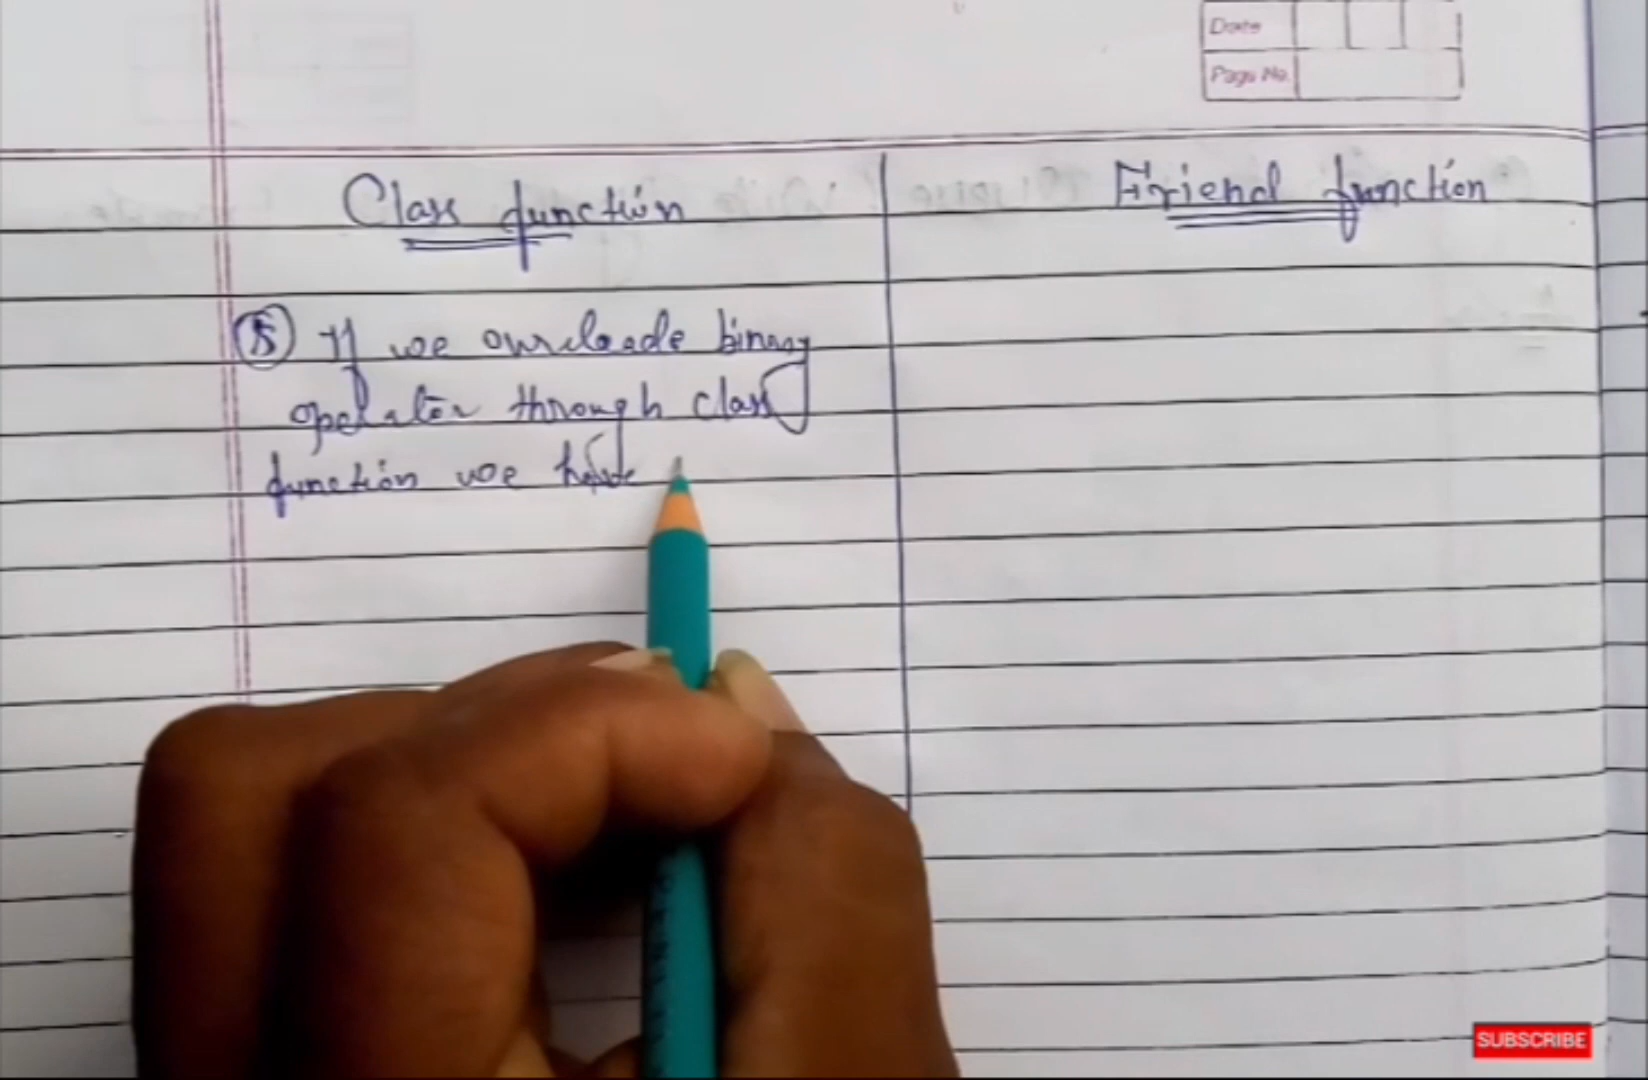 Date
Page No.
Class function
Friend function
5 If we overloade binary
operator through class
function we have
SUBSCRIBE